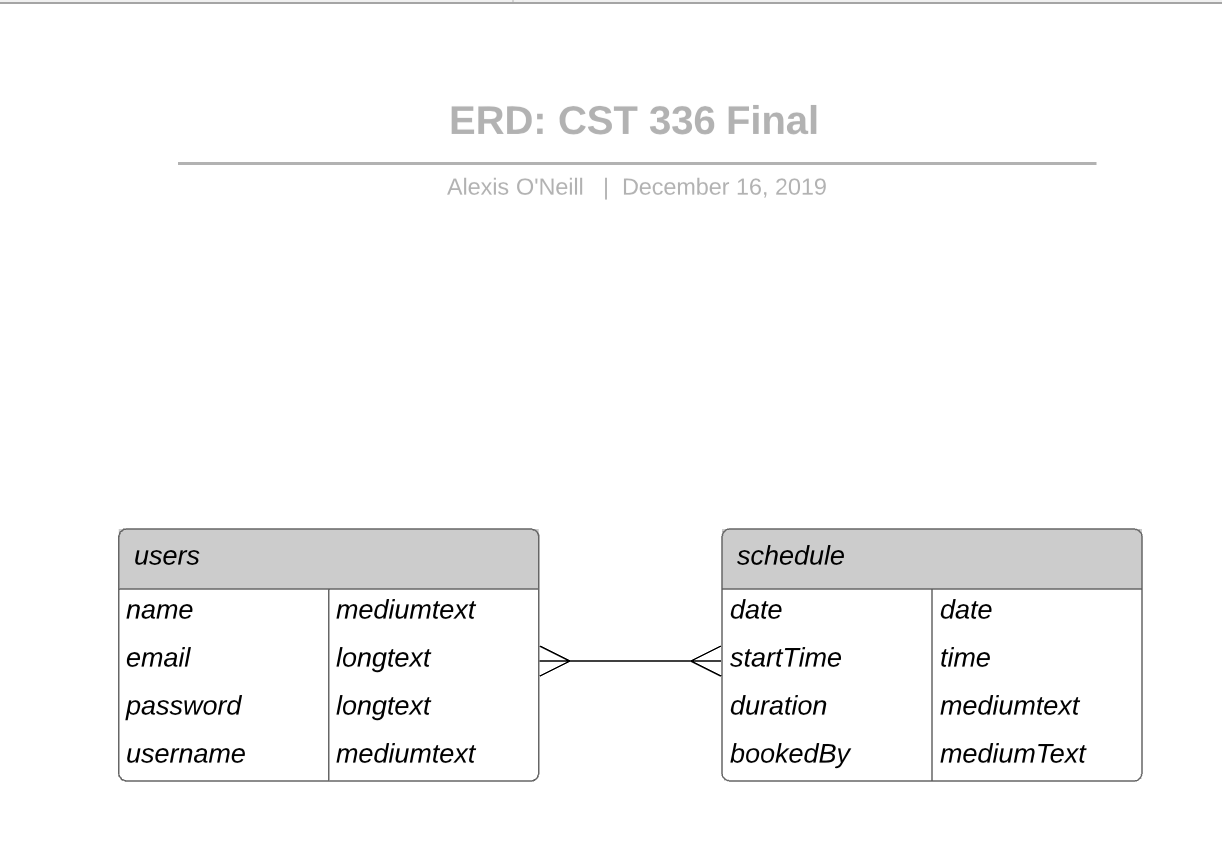 ERD: CST 336 Final
Alexis O'Neill | December 16, 2019
users
name mediumtext
email longtext
password longtext
username mediumtext
schedule
date date
startTime time
duration mediumtext
bookedBy mediumText